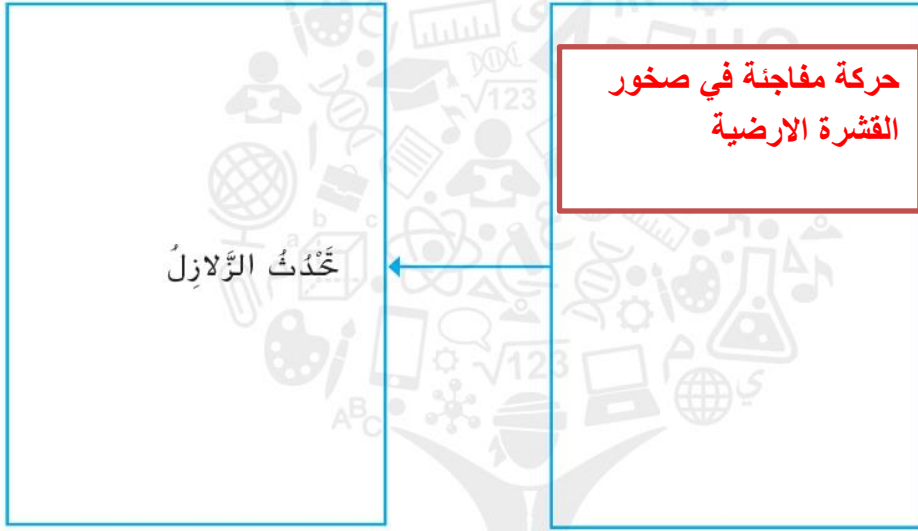 حركة مفاجئة في صخور
القشرة الارضية
تَحْدُثُ الزَّلازِلُ